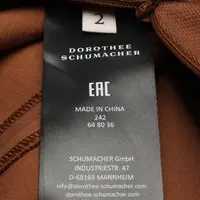 2
DOROTHEE
SCHUMACHER
EAC
MADE IN CHINA
242
64 80 36
SCHUMACHER GmbH
INDUSTRIESTR. 47
D-68169 MANNHEIM
info@dorothee-schumacher.com
www.dorothee-schumacher.com